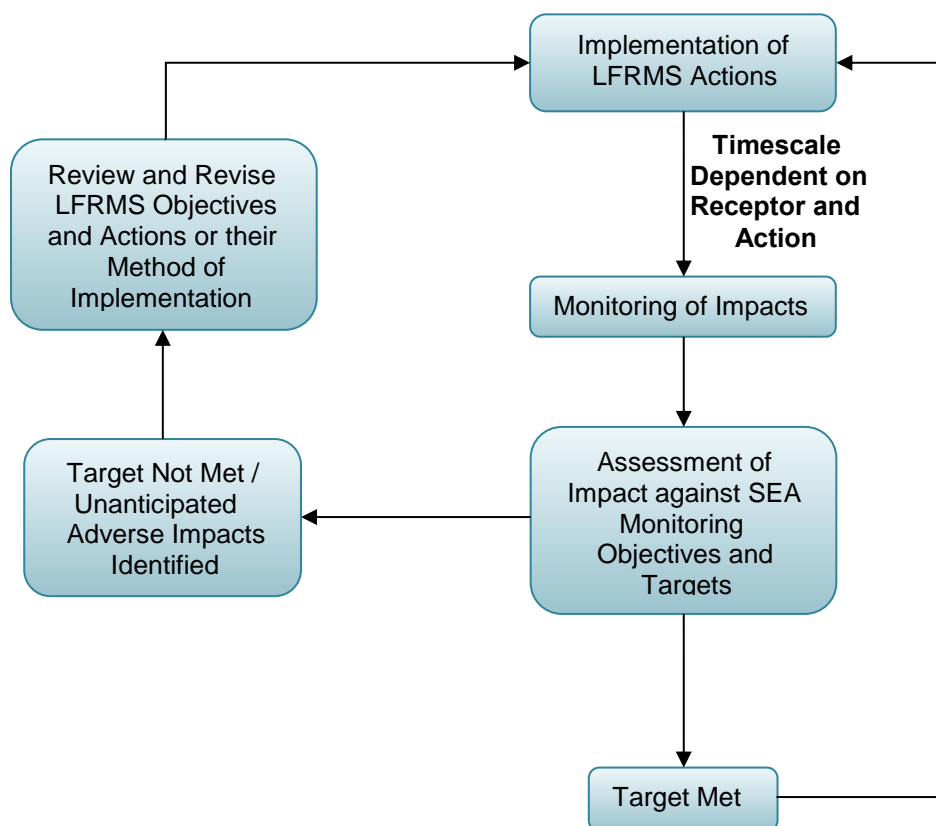 Implementation of
LFRMS Actions
Timescale
Dependent on
Receptor and
Action
Review and Revise
LFRMS Objectives
and Actions or their
Method of
Implementation
Monitoring of Impacts
Assessment of
Impact against SEA
Monitoring
Objectives and
Targets
Target Not Met /
Unanticipated
Adverse Impacts
Identified
Target Met